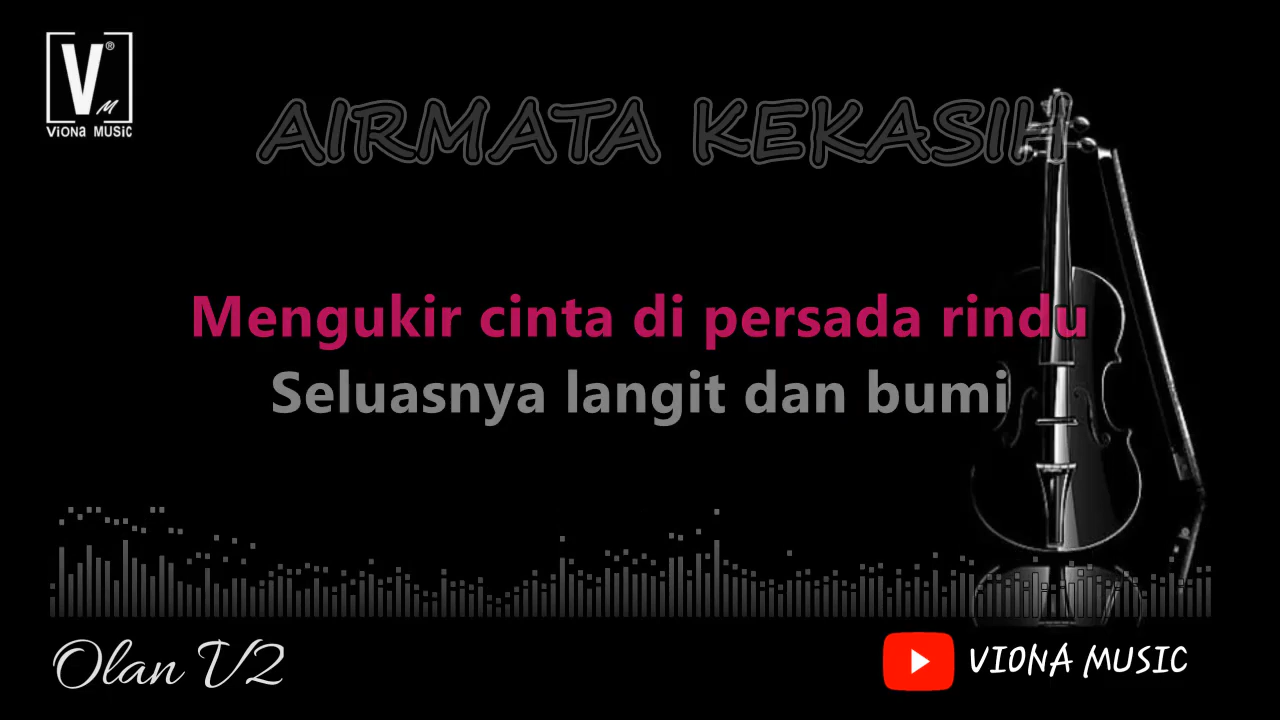 V®
M
ViONa MUSiC
AIRMATA KEKASIH
Mengukir cinta di persada rindu
Seluasnya langit dan bumi
Olan V2
VIONA MUSIC